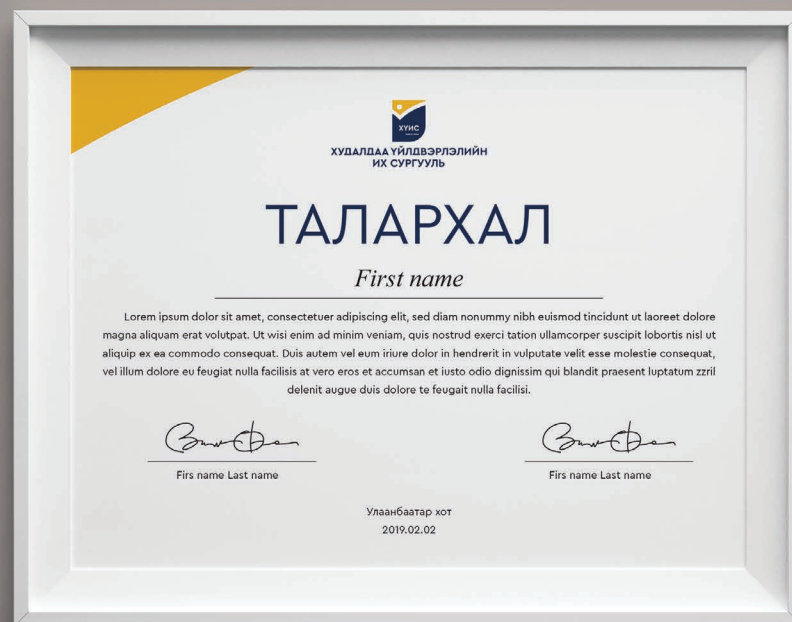 ХҮИС
ХУДАЛДАА ҮЙЛДВЭРЛЭЛИЙН
ИХ СУРГУУЛЬ
ТАЛАРХАЛ
First name
Lorem ipsum dolor sit amet, consectetuer adipiscing elit, sed diam nonummy nibh euismod tincidunt ut laoreet dolore
magna aliquam erat volutpat. Ut wisi enim ad minim veniam, quis nostrud exerci tation ullamcorper suscipit lobortis nisl ut
aliquip ex ea commodo consequat. Duis autem vel eum iriure dolor in hendrerit in vulputate velit esse molestie consequat,
vel illum dolore eu feugiat nulla facilisis at vero eros et accumsan et iusto odio dignissim qui blandit praesent luptatum zzril
delenit augue duis dolore te feugait nulla facilisi.
Firs name Last name
Firs name Last name
Улаанбаатар хот
2019.02.02